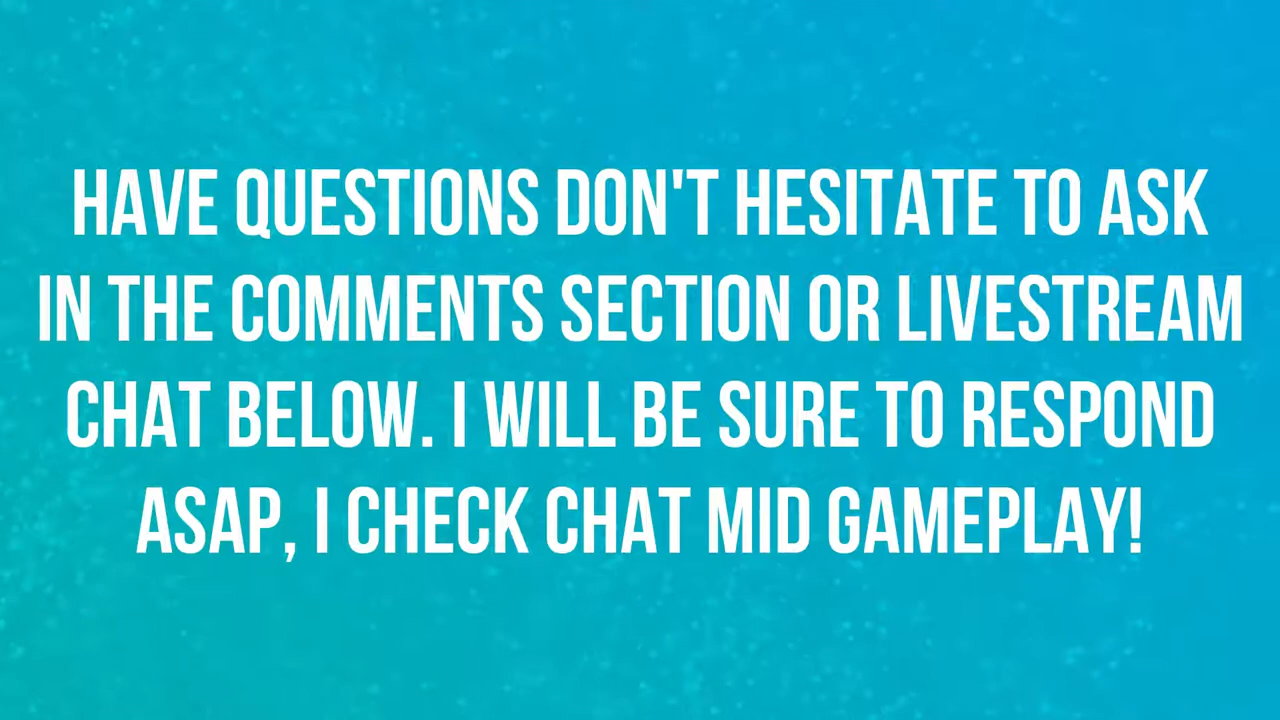 HAVE QUESTIONS DON'T HESITATE TO ASK
IN THE COMMENTS SECTION OR LIVESTREAM
CHAT BELOW. I WILL BE SURE TO RESPOND
ASAP, I CHECK CHAT MID GAMEPLAY!